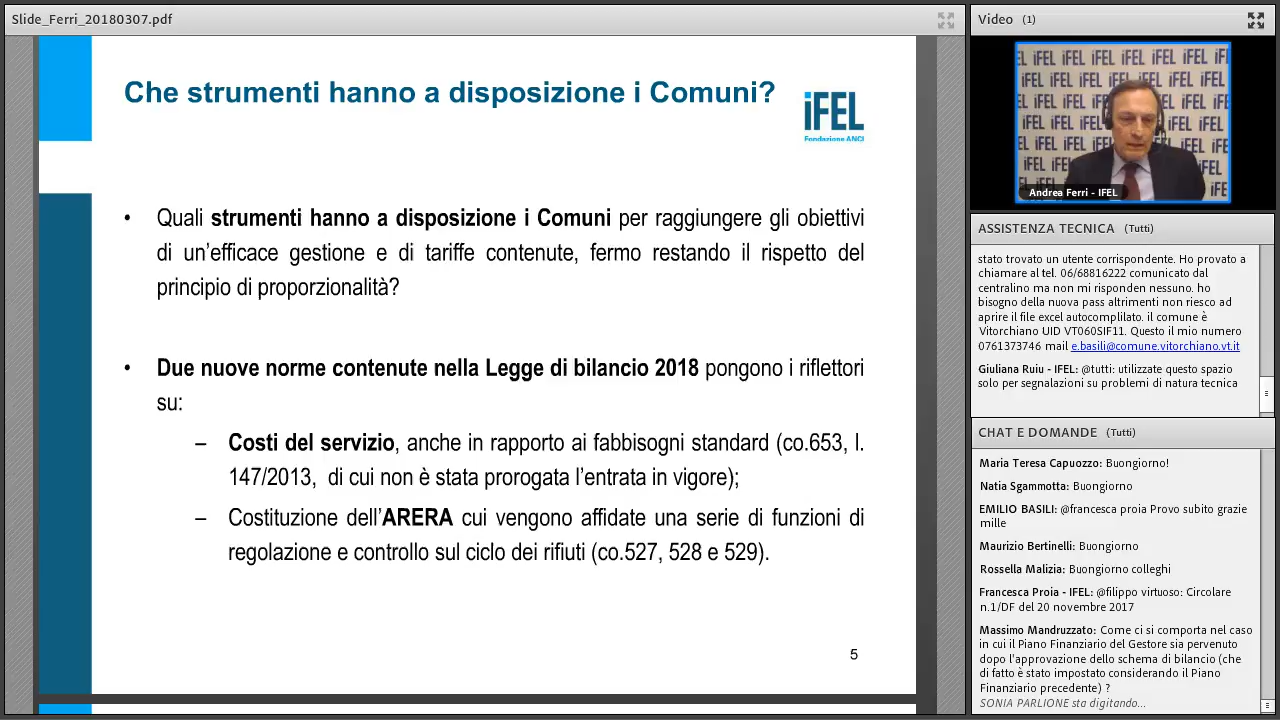 Slide_Ferri_20180307.pdf
Che strumenti hanno a disposizione i Comuni?
iFEL
Fondazione ANCI
• Quali strumenti hanno a disposizione i Comuni per raggiungere gli obiettivi
di un’efficace gestione e di tariffe contenute, fermo restando il rispetto del
principio di proporzionalità?
• Due nuove norme contenute nella Legge di bilancio 2018 pongono i riflettori
su:
– Costi del servizio, anche in rapporto ai fabbisogni standard (co.653, l.
147/2013, di cui non è stata prorogata l’entrata in vigore);
– Costituzione dell’ARERA cui vengono affidate una serie di funzioni di
regolazione e controllo sul ciclo dei rifiuti (co.527, 528 e 529).
5
Video (1)
Andrea Ferri - IFEL
ASSISTENZA TECNICA (Tutti)
stato trovato un utente corrispondente. Ho provato a
chiamare al tel. 06/68816222 comunicato dal
centralino ma non mi risponden nessuno. ho
bisogno della nuova pass altrimenti non riesco ad
aprire il file excel autocomplilato. il comune è
Vitorchiano UID VT060SIF11. Questo il mio numero
0761373746 mail e.basili@comune.vitorchiano.vt.it
Giuliana Ruiu - IFEL: @tutti: utilizzate questo spazio
solo per segnalazioni su problemi di natura tecnica
CHAT E DOMANDE (Tutti)
Maria Teresa Capuozzo: Buongiorno!
Natia Sgammotta: Buongiorno
EMILIO BASILI: @francesca proia Provo subito grazie
mille
Maurizio Bertinelli: Buongiorno
Rossella Malizia: Buongiorno colleghi
Francesca Proia - IFEL: @filippo virtuoso: Circolare
n.1/DF del 20 novembre 2017
Massimo Mandruzzato: Come ci si comporta nel caso
in cui il Piano Finanziario del Gestore sia pervenuto
dopo l'approvazione dello schema di bilancio (che
di fatto è stato impostato considerando il Piano
Finanziario precedente) ?
SONIA PARLIONE sta digitando...